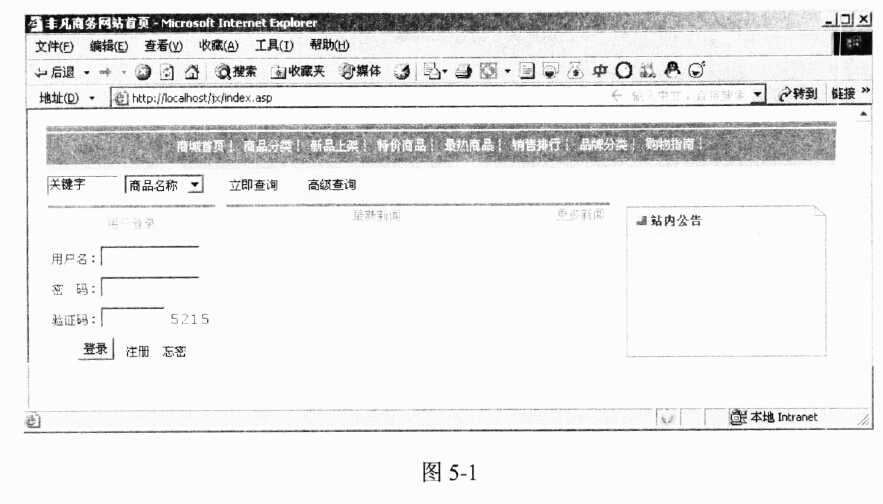 非凡商务网站首页 - Microsoft Internet Explorer
文件(F) 编辑(E) 查看(V) 收藏(A) 工具(T) 帮助(H)
后退 搜索 收藏夹 媒体
地址(D) http://localhost/jx/index.asp 转到 链接 »
商城首页┆ 商品分类┆ 新品上架┆ 特价商品┆ 最热商品┆ 销售排行┆ 品牌分类┆ 购物指南┆
关键字 商品名称 立即查询 高级查询
用户登录 最新新闻 更多新闻 站内公告
用户名：
密 码：
验证码： 5215
登录 注册 忘密
本地 Intranet
图 5-1